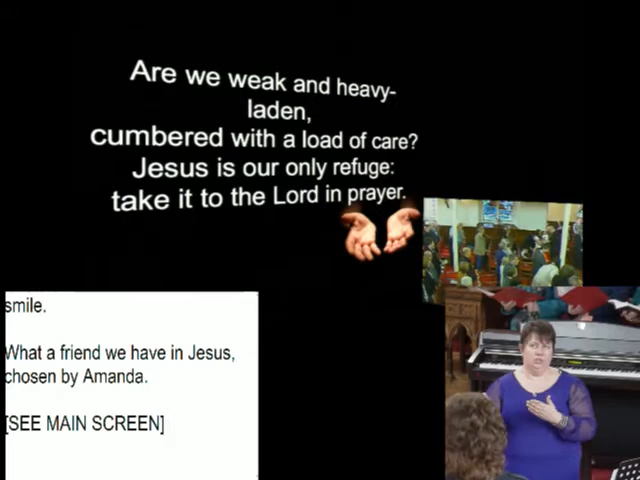 Are we weak and heavy-
laden,
cumbered with a load of care?
Jesus is our only refuge:
take it to the Lord in prayer.
smile.
What a friend we have in Jesus,
chosen by Amanda.
[SEE MAIN SCREEN]